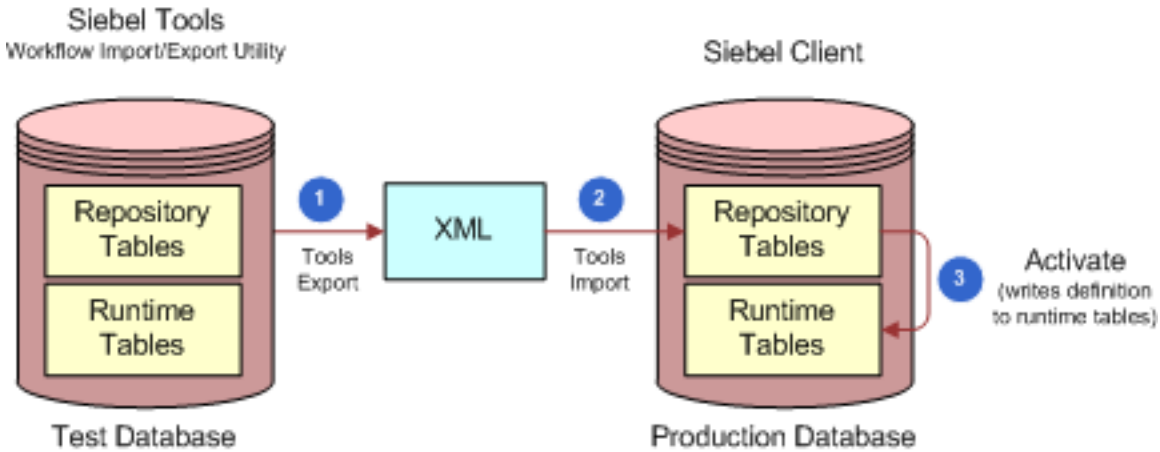 Siebel Tools
Workflow Import/Export Utility
Siebel Client
Repository
Tables
Runtime
Tables
Test Database
1
Tools
Export
XML
2
Tools
Import
Repository
Tables
Runtime
Tables
Production Database
3
Activate
(writes definition
to runtime tables)